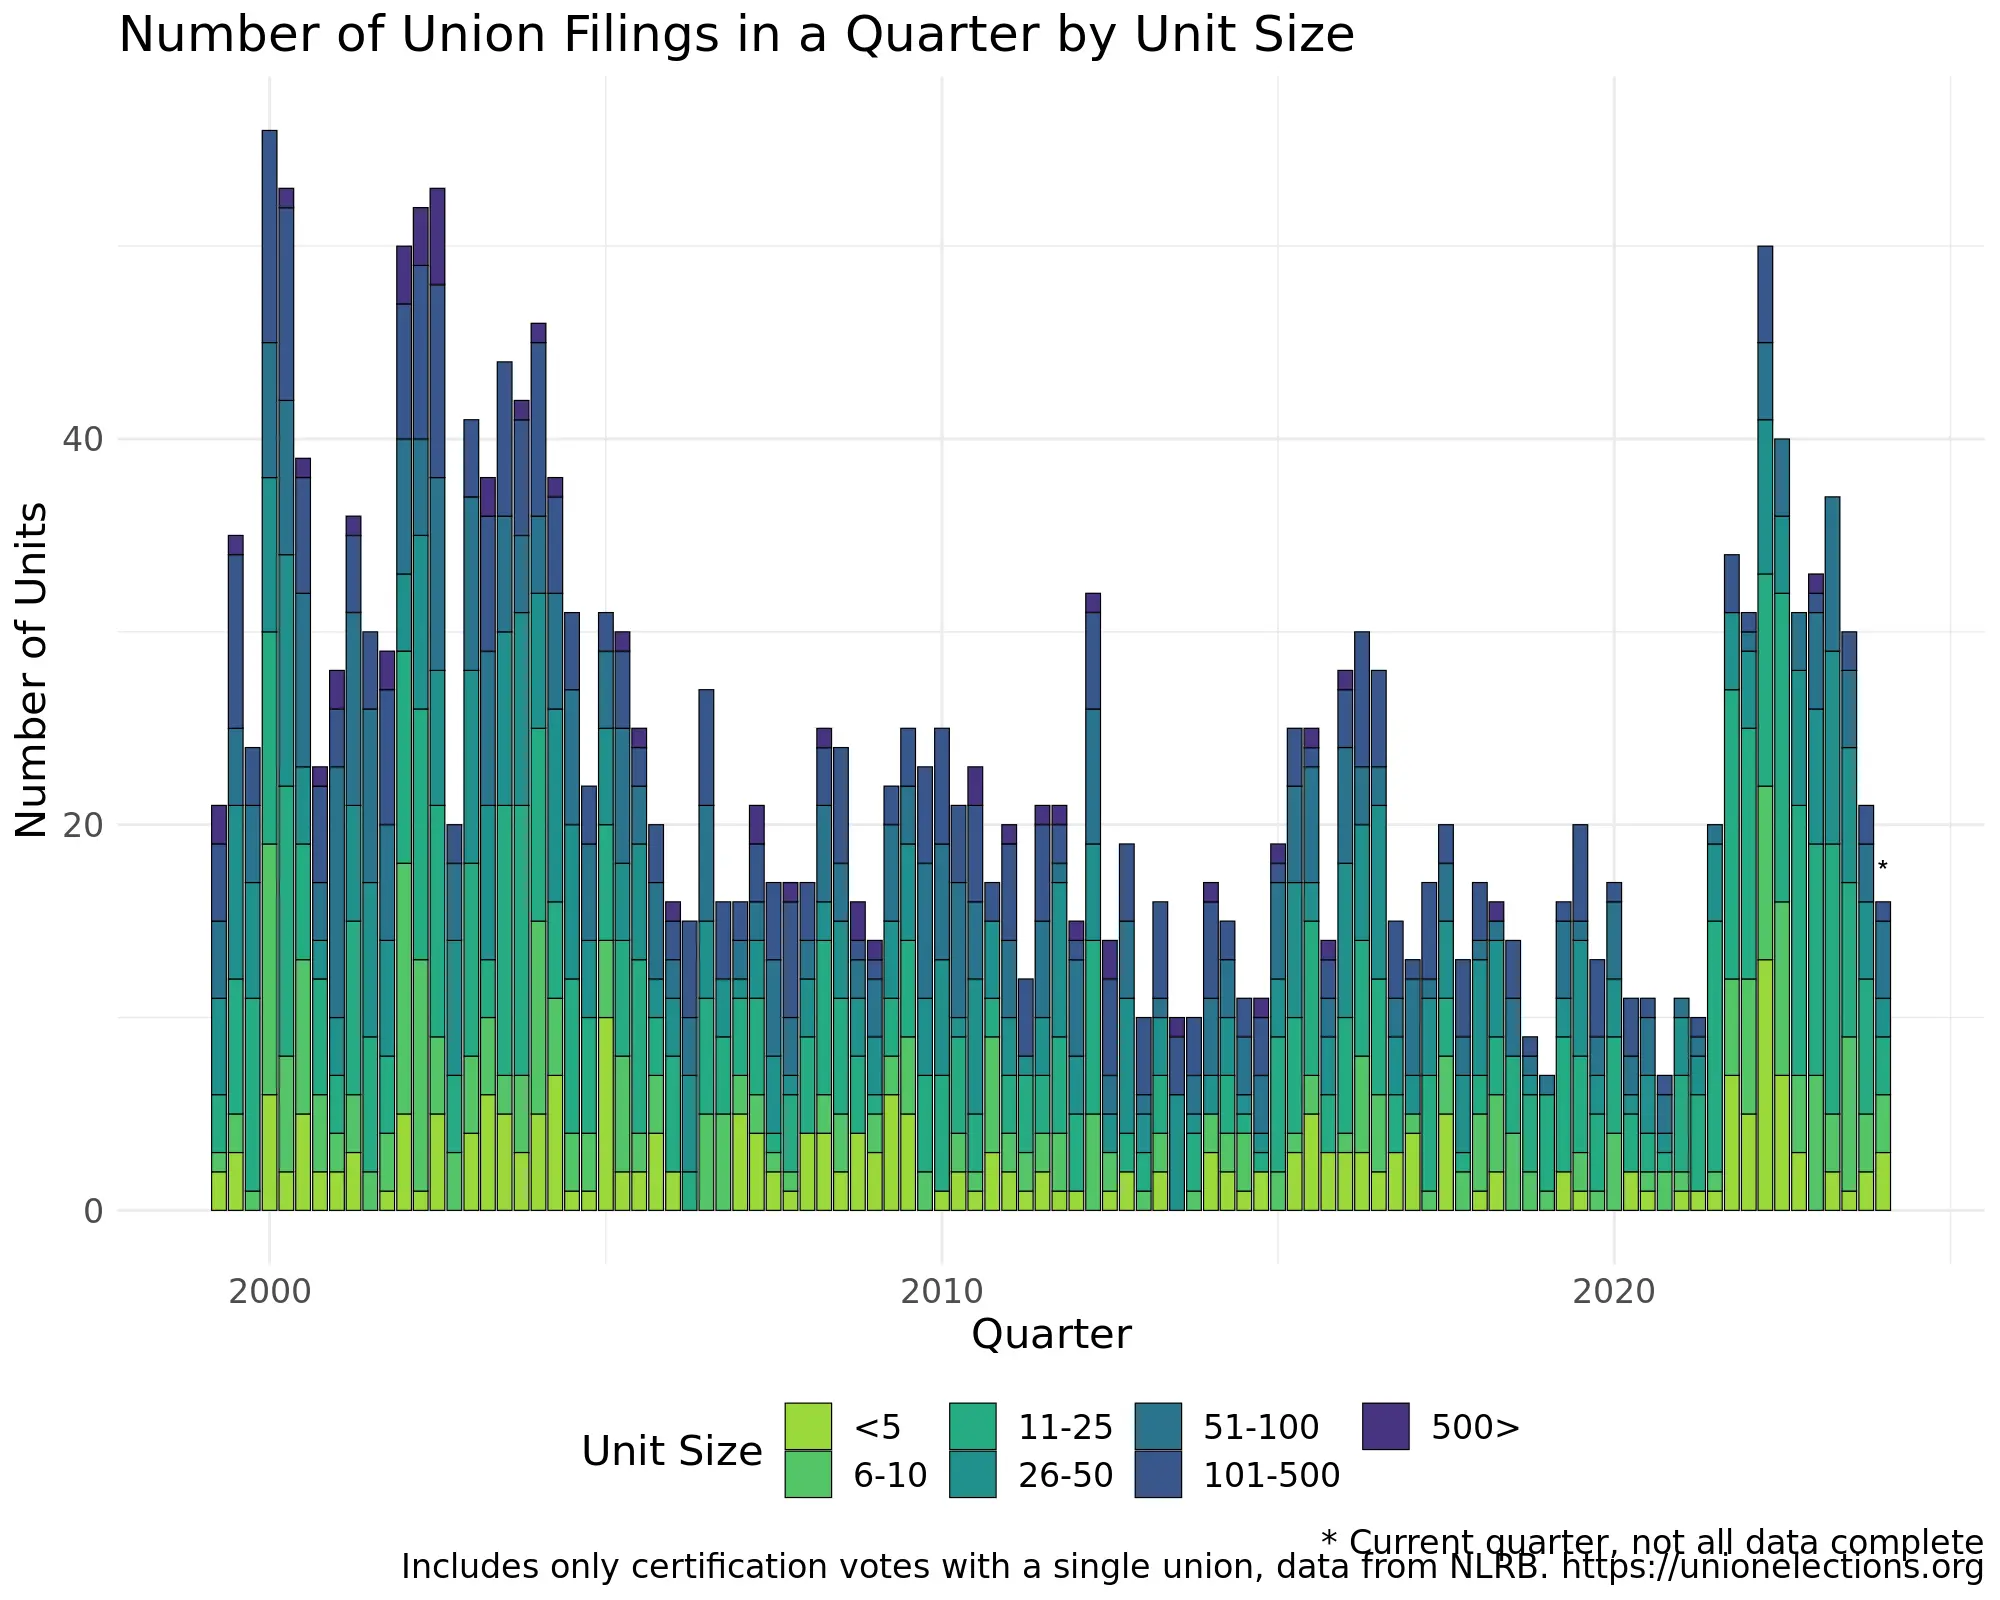 Number of Union Filings in a Quarter by Unit Size
Number of Units
40
20
0
*
2000 2010 2020
Quarter
Unit Size
<5 11-25 51-100 500>
6-10 26-50 101-500
* Current quarter, not all data complete
Includes only certification votes with a single union, data from NLRB. https://unionelections.org